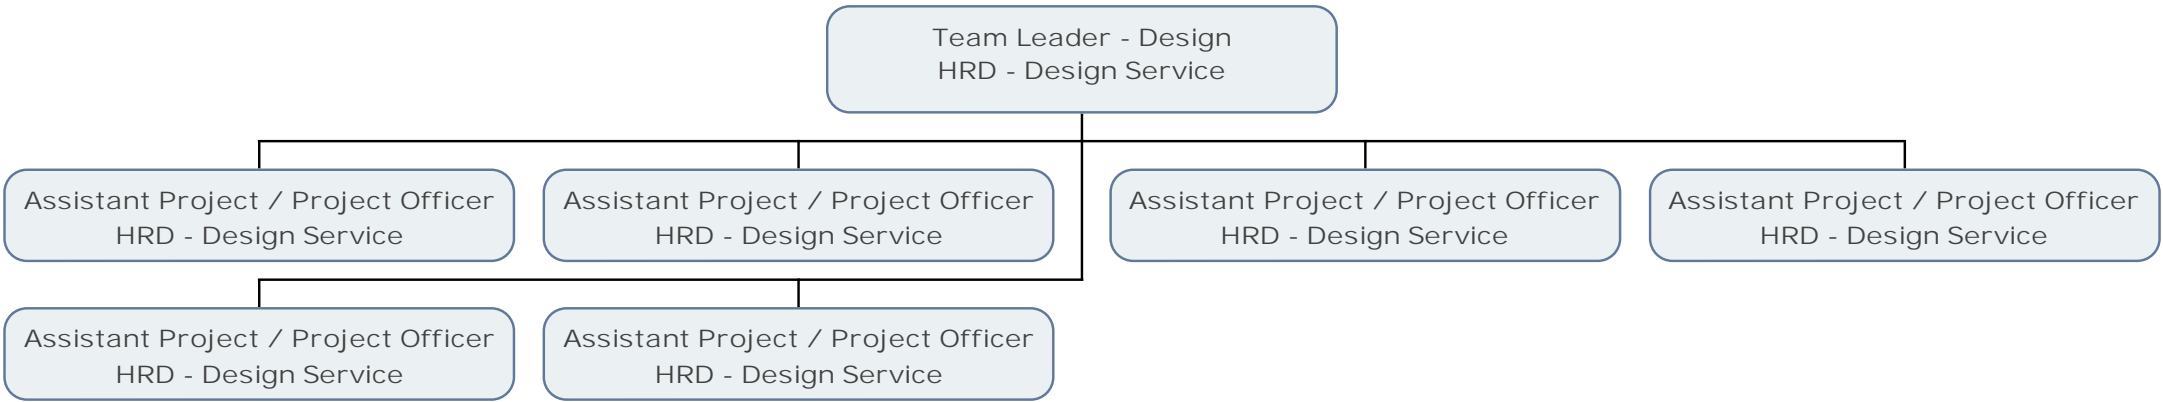 Team Leader - Design
HRD - Design Service
Assistant Project / Project Officer
HRD - Design Service
Assistant Project / Project Officer
HRD - Design Service
Assistant Project / Project Officer
HRD - Design Service
Assistant Project / Project Officer
HRD - Design Service
Assistant Project / Project Officer
HRD - Design Service
Assistant Project / Project Officer
HRD - Design Service